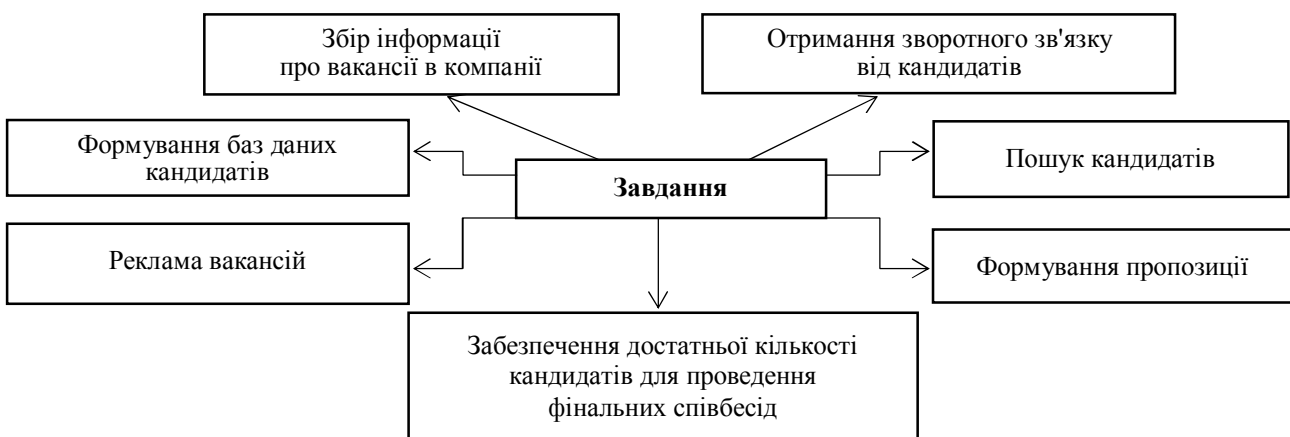 Збір інформації
про вакансії в компанії
Отримання зворотного зв'язку
від кандидатів
Формування баз даних
кандидатів
Завдання
Пошук кандидатів
Реклама вакансій
Формування пропозиції
Забезпечення достатньої кількості
кандидатів для проведення
фінальних співбесід